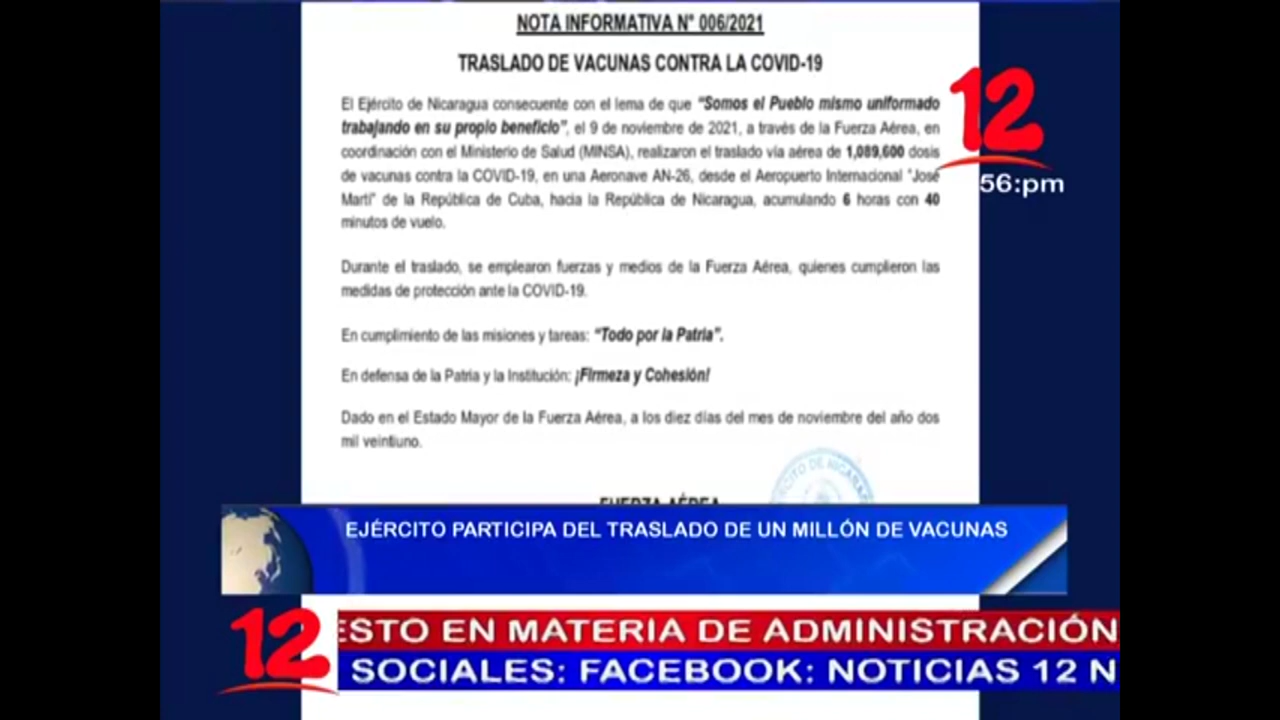 NOTA INFORMATIVA N° 006/2021
TRASLADO DE VACUNAS CONTRA LA COVID-19
El Ejército de Nicaragua consecuente con el lema de que "Somos el Pueblo mismo uniformado
trabajando en su propio beneficio", el 9 de noviembre de 2021, a través de la Fuerza Aérea, en
coordinación con el Ministerio de Salud (MINSA), realizaron el traslado vía aérea de 1,089,600 dosis
de vacunas contra la COVID-19, en una Aeronave AN-26, desde el Aeropuerto Internacional "José
Martí" de la República de Cuba, hacia la República de Nicaragua, acumulando 6 horas con 40
minutos de vuelo.
Durante el traslado, se emplearon fuerzas y medios de la Fuerza Aérea, quienes cumplieron las
medidas de protección ante la COVID-19.
En cumplimiento de las misiones y tareas: "Todo por la Patria".
En defensa de la Patria y la Institución: ¡Firmeza y Cohesión!
Dado en el Estado Mayor de la Fuerza Aérea, a los diez días del mes de noviembre del año dos
mil veintiuno.
FUERZA AÉREA
12
56:pm
EJÉRCITO PARTICIPA DEL TRASLADO DE UN MILLÓN DE VACUNAS
12
ESTO EN MATERIA DE ADMINISTRACIÓN
SOCIALES: FACEBOOK: NOTICIAS 12 N